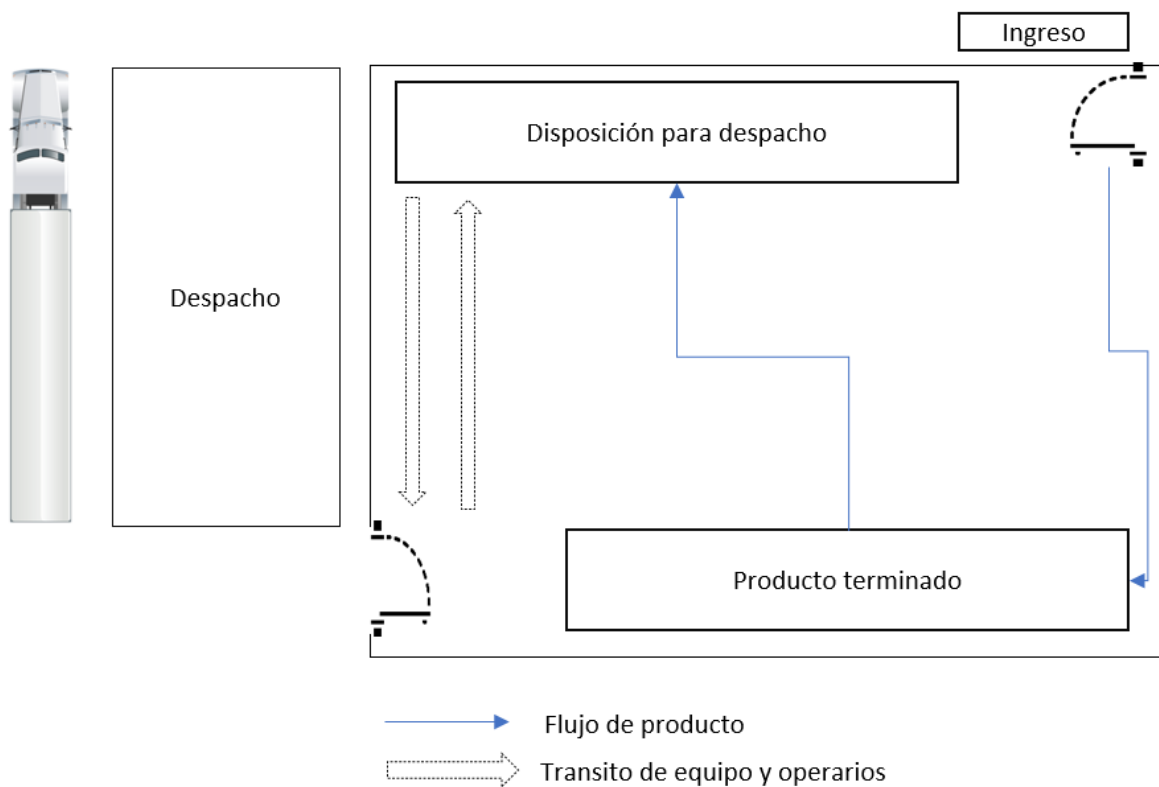 Ingreso
Disposición para despacho
Despacho
Producto terminado
Flujo de producto
Transito de equipo y operarios